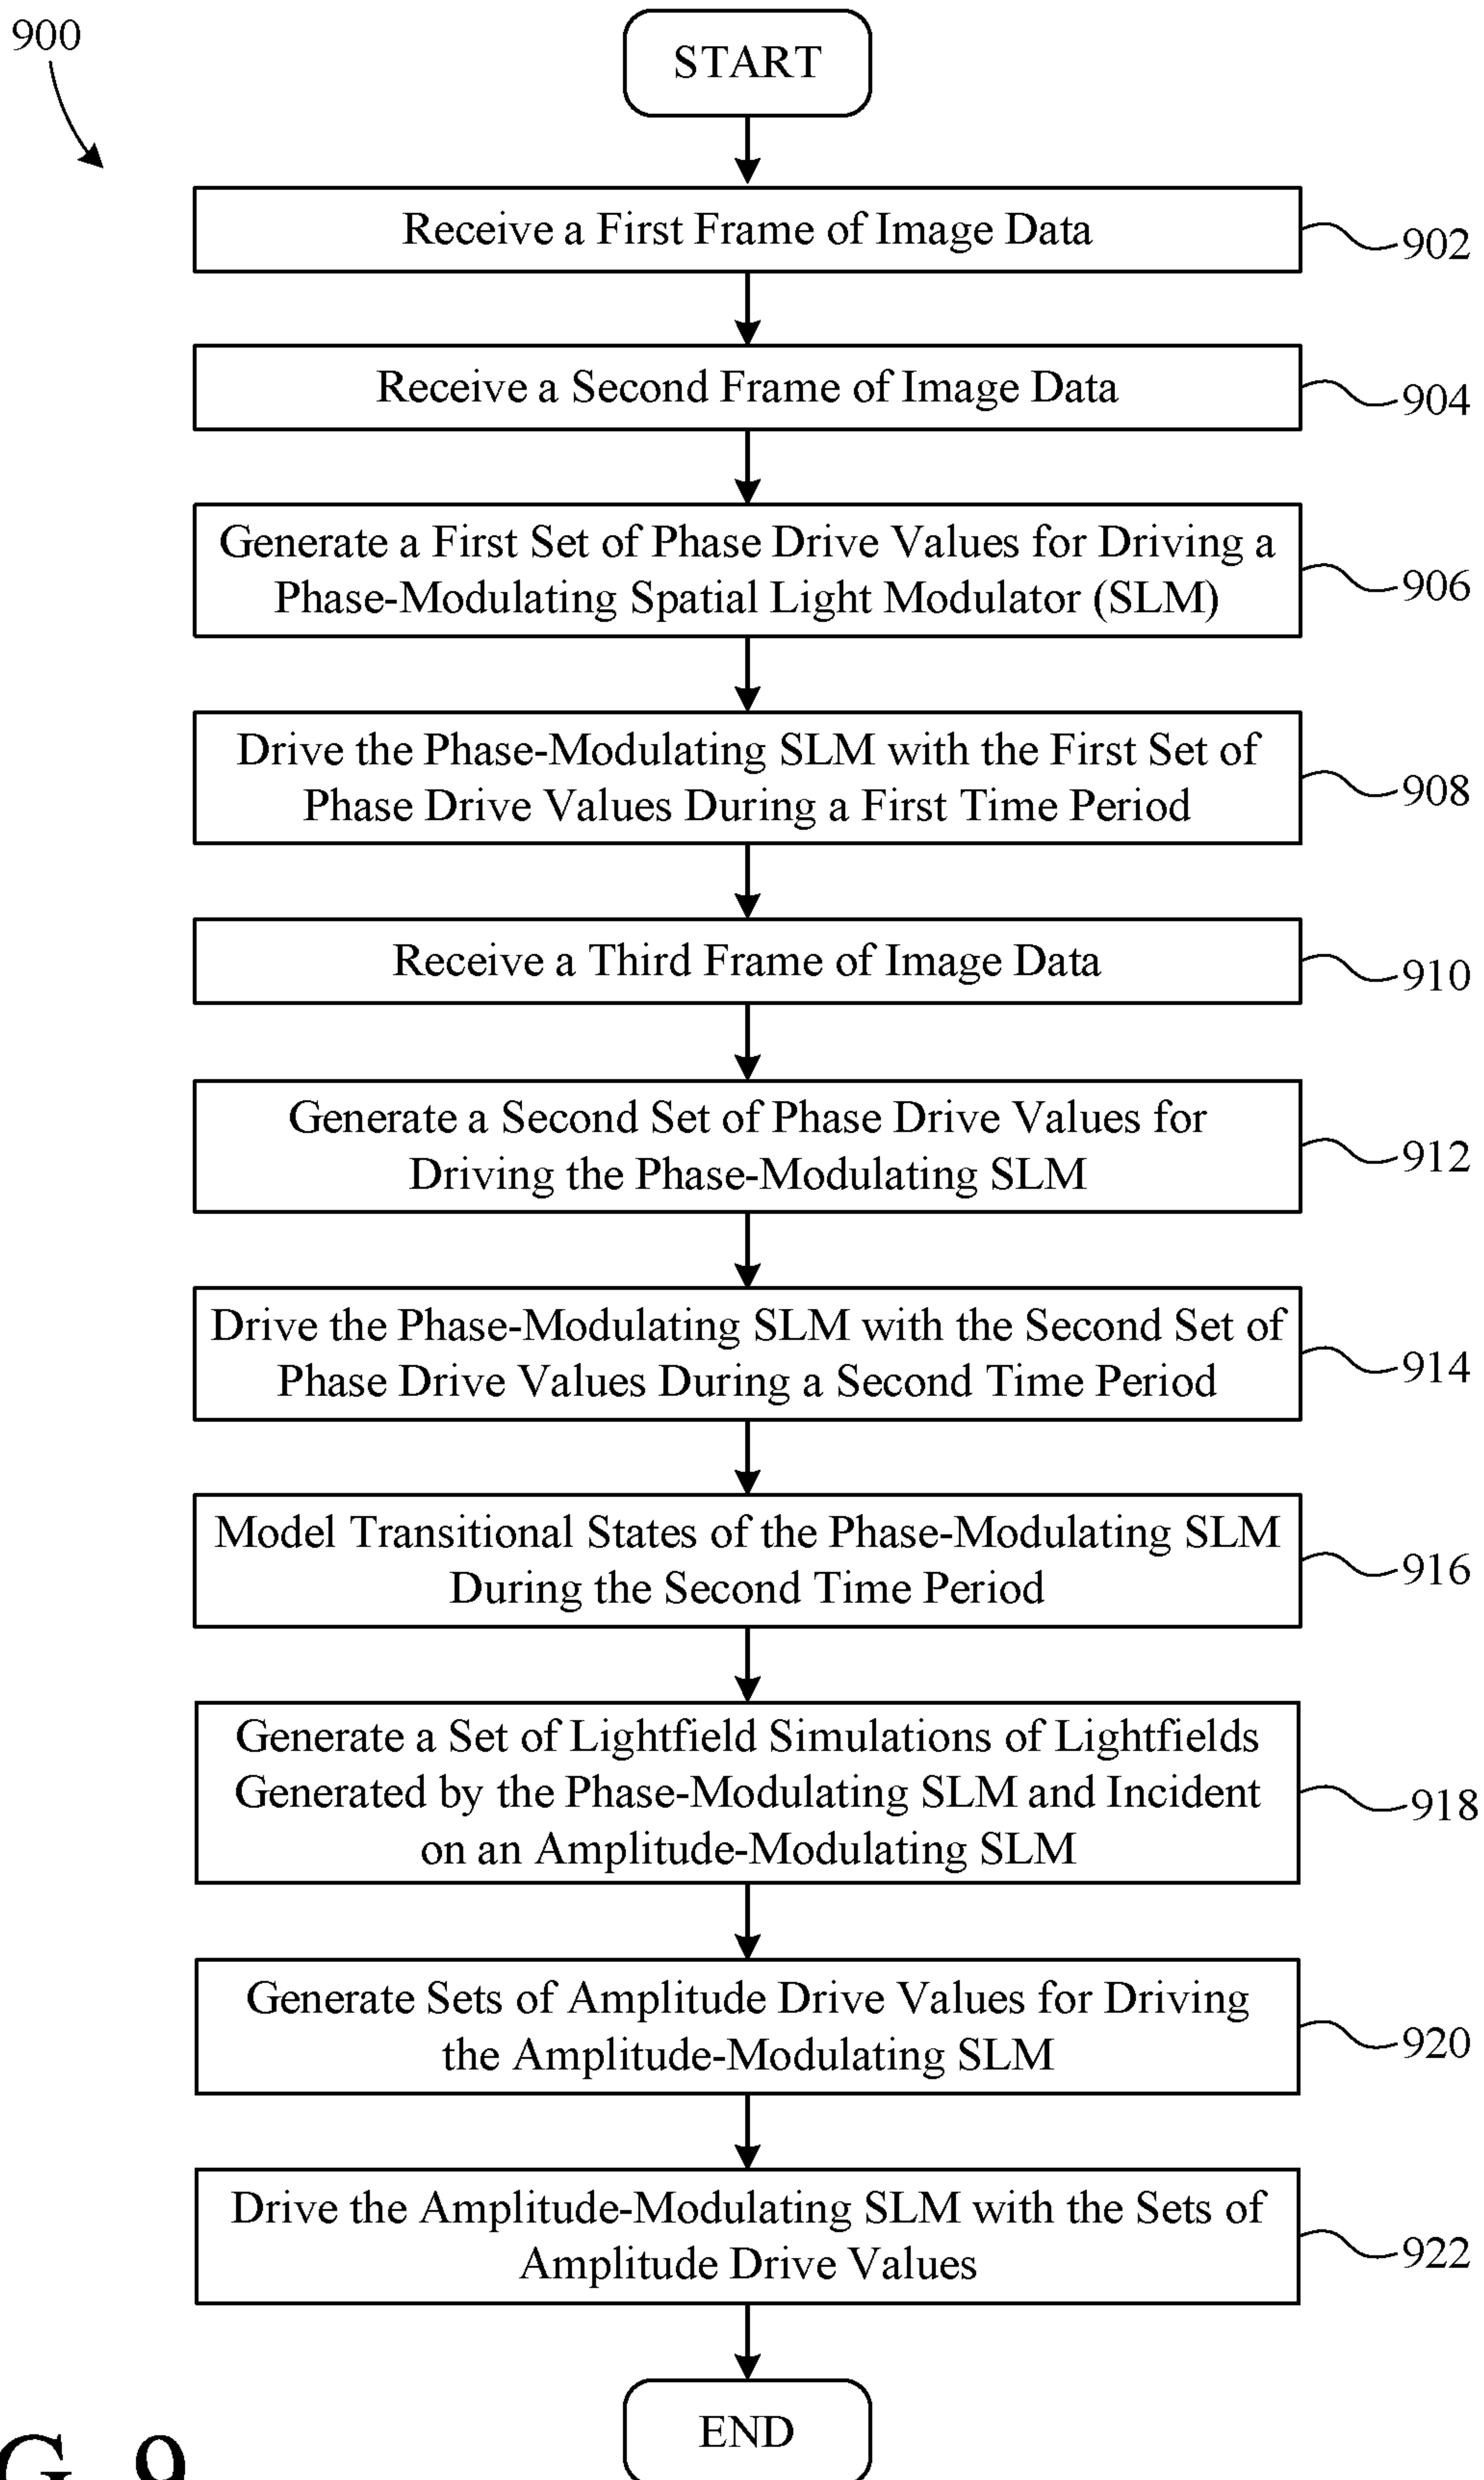 900
START
Receive a First Frame of Image Data
902
Receive a Second Frame of Image Data
904
Generate a First Set of Phase Drive Values for Driving a
Phase-Modulating Spatial Light Modulator (SLM)
906
Drive the Phase-Modulating SLM with the First Set of
Phase Drive Values During a First Time Period
908
Receive a Third Frame of Image Data
910
Generate a Second Set of Phase Drive Values for
Driving the Phase-Modulating SLM
912
Drive the Phase-Modulating SLM with the Second Set of
Phase Drive Values During a Second Time Period
914
Model Transitional States of the Phase-Modulating SLM
During the Second Time Period
916
Generate a Set of Lightfield Simulations of Lightfields
Generated by the Phase-Modulating SLM and Incident
on an Amplitude-Modulating SLM
918
Generate Sets of Amplitude Drive Values for Driving
the Amplitude-Modulating SLM
920
Drive the Amplitude-Modulating SLM with the Sets of
Amplitude Drive Values
922
END
G. 9